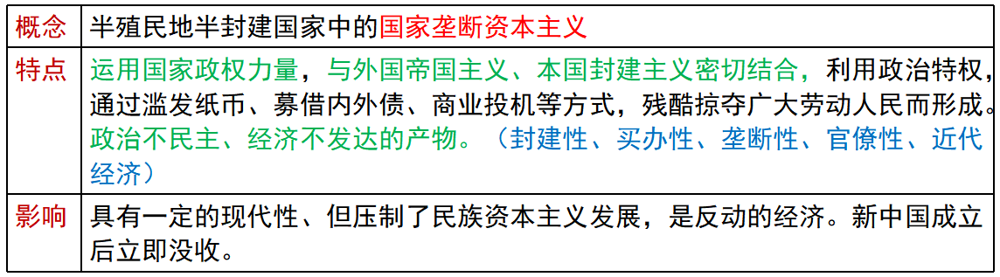 概念 半殖民地半封建国家中的国家垄断资本主义
特点 运用国家政权力量，与外国帝国主义、本国封建主义密切结合，利用政治特权，
通过滥发纸币、募借内外债、商业投机等方式，残酷掠夺广大劳动人民而形成。
政治不民主、经济不发达的产物。（封建性、买办性、垄断性、官僚性、近代
经济）
影响 具有一定的现代性、但压制了民族资本主义发展，是反动的经济。新中国成立
后立即没收。